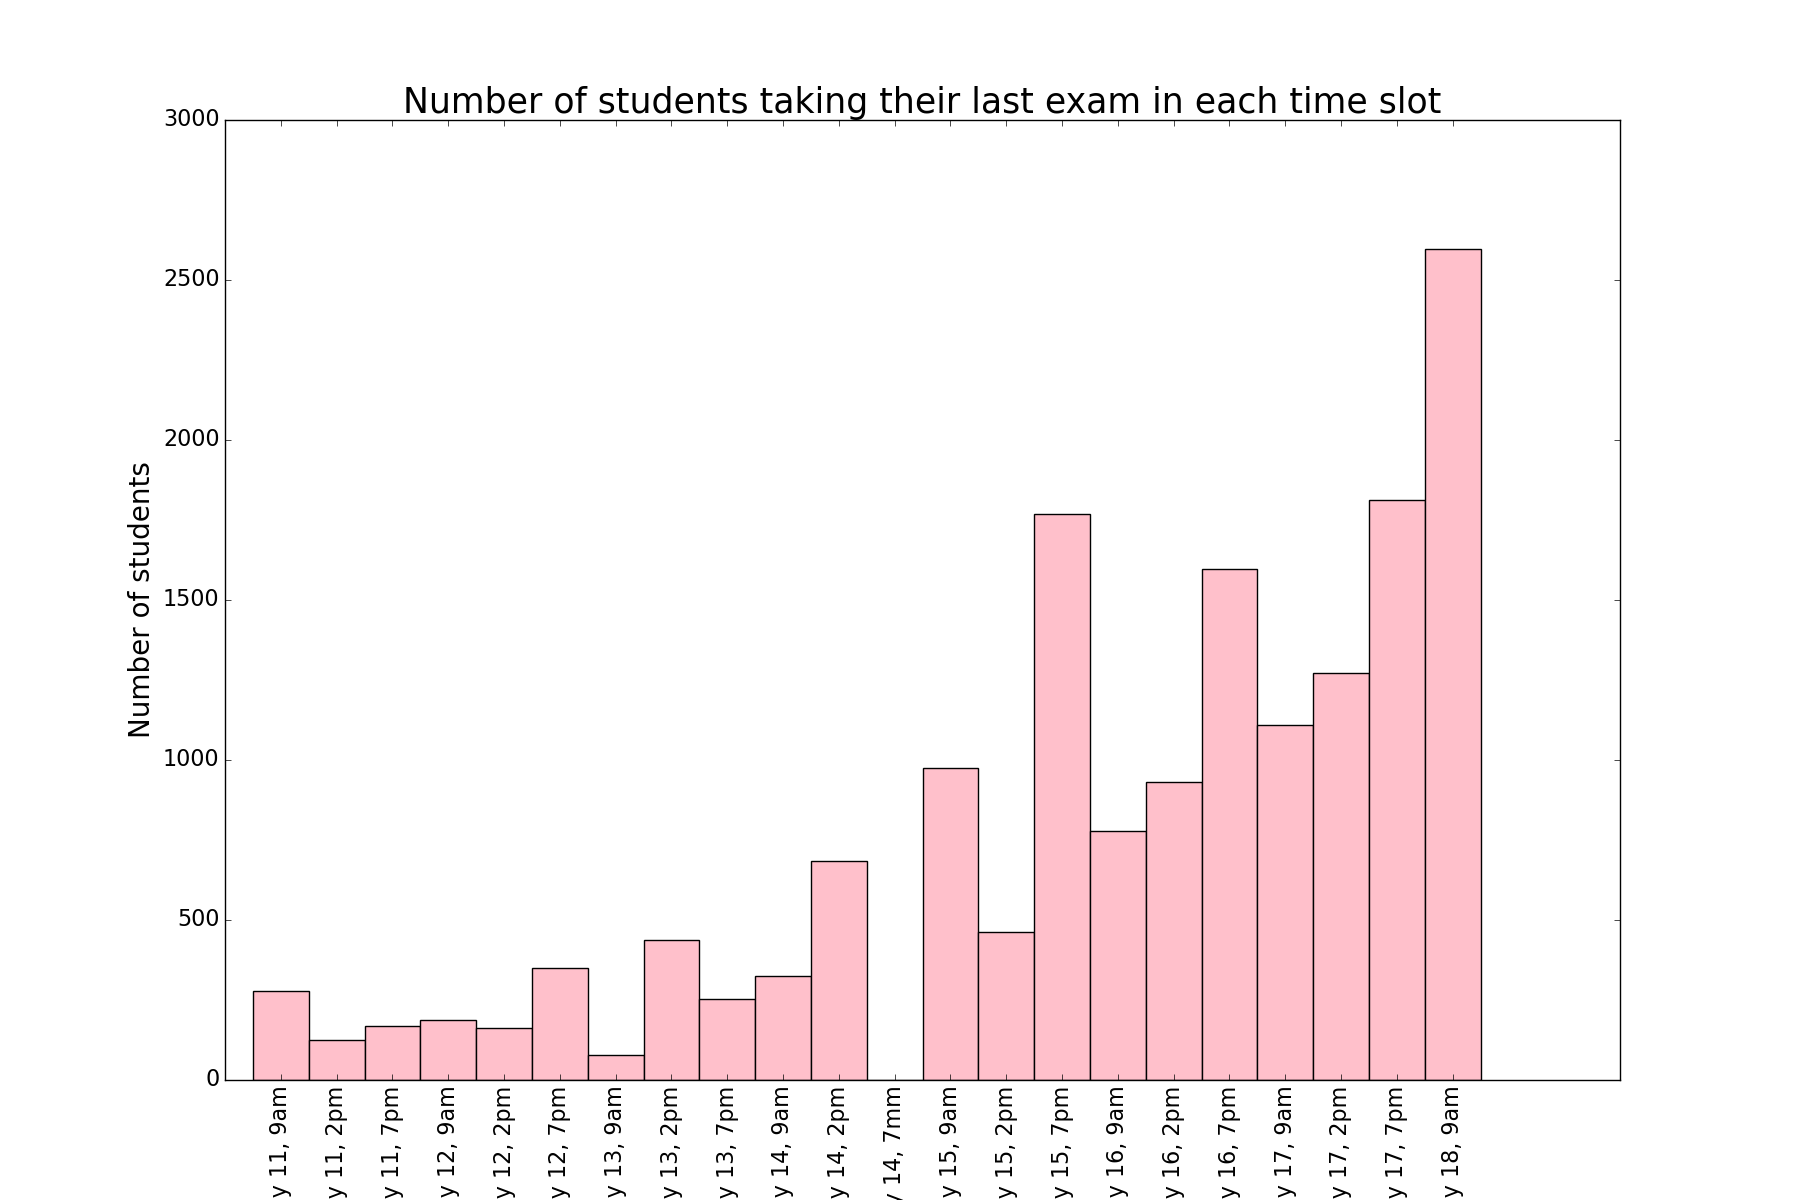 Number of students taking their last exam in each time slot
Number of students
3000
2500
2000
1500
1000
500
0
y 11, 9am
y 11, 2pm
y 11, 7pm
y 12, 9am
y 12, 2pm
y 12, 7pm
y 13, 9am
y 13, 2pm
y 13, 7pm
y 14, 9am
y 14, 2pm
y 14, 7mm
y 15, 9am
y 15, 2pm
y 15, 7pm
y 16, 9am
y 16, 2pm
y 16, 7pm
y 17, 9am
y 17, 2pm
y 17, 7pm
y 18, 9am